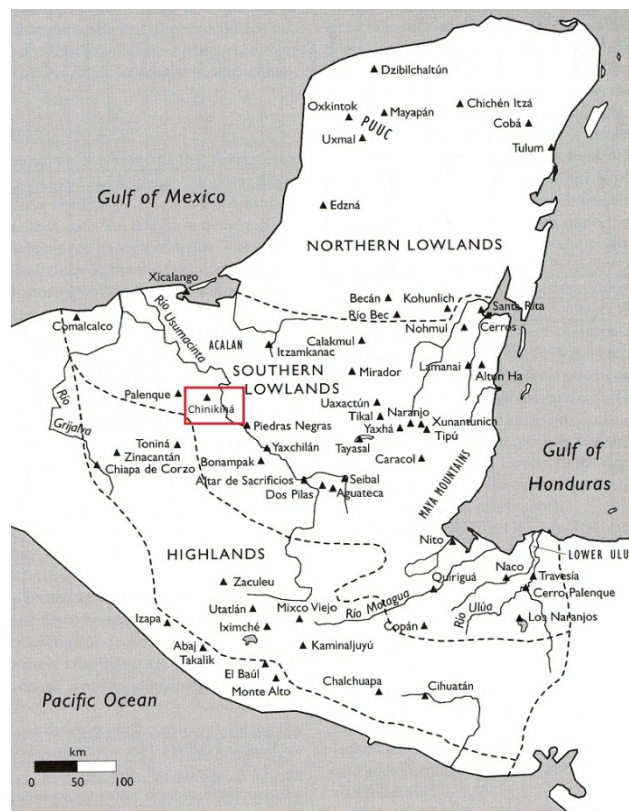 Dzibilchaltún
Oxkintok
Mayapán
Chichén Itzá
PUUC
Cobá
Uxmal
Tulum
Gulf of Mexico
Edzná
NORTHERN LOWLANDS
Xicalango
Becán
Kohunlich
Santa Rita
Río Bec
Nohmul
Cerros
Comalcalco
Río Usumacinta
ACALAN
Itzamkanac
Calakmul
SOUTHERN
LOWLANDS
Mirador
Lamanai
Altun Ha
Palenque
Chinikihá
Uaxactún
Tikal
Naranjo
Xunantunich
Río
Grijalva
Piedras Negras
Yaxhá
Tipú
Toniná
Zinacantán
Yaxchilán
Tayasal
Gulf of
Honduras
Chiapa de Corzo
Bonampak
Caracol
MAYA MOUNTAINS
Altar de Sacrificios
Seibal
Dos Pilas
Aguateca
Nito
HIGHLANDS
LOWER ULU
Zaculeu
Naco
Travesía
Quiriguá
Cerro Palenque
Utatlán
Mixco Viejo
Río Motagua
Río Ulúa
Los Naranjos
Izapa
Iximché
Copán
Abaj
Takalik
Kaminaljuyú
El Baúl
Monte Alto
Chalchuapa
Cihuatán
Pacific Ocean
km
0 50 100